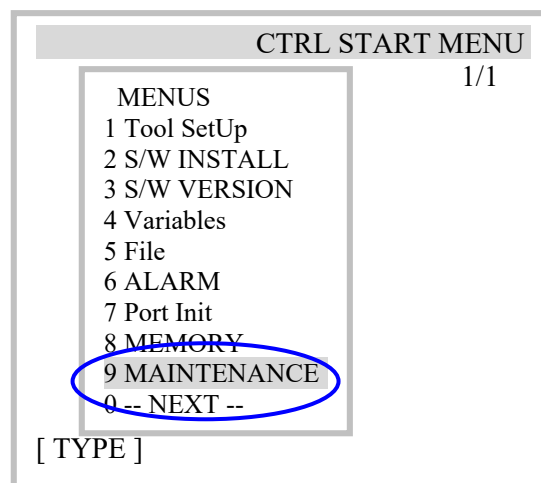 CTRL START MENU
1/1
MENUS
1 Tool SetUp
2 S/W INSTALL
3 S/W VERSION
4 Variables
5 File
6 ALARM
7 Port Init
8 MEMORY
9 MAINTENANCE
0 -- NEXT --
[ TYPE ]